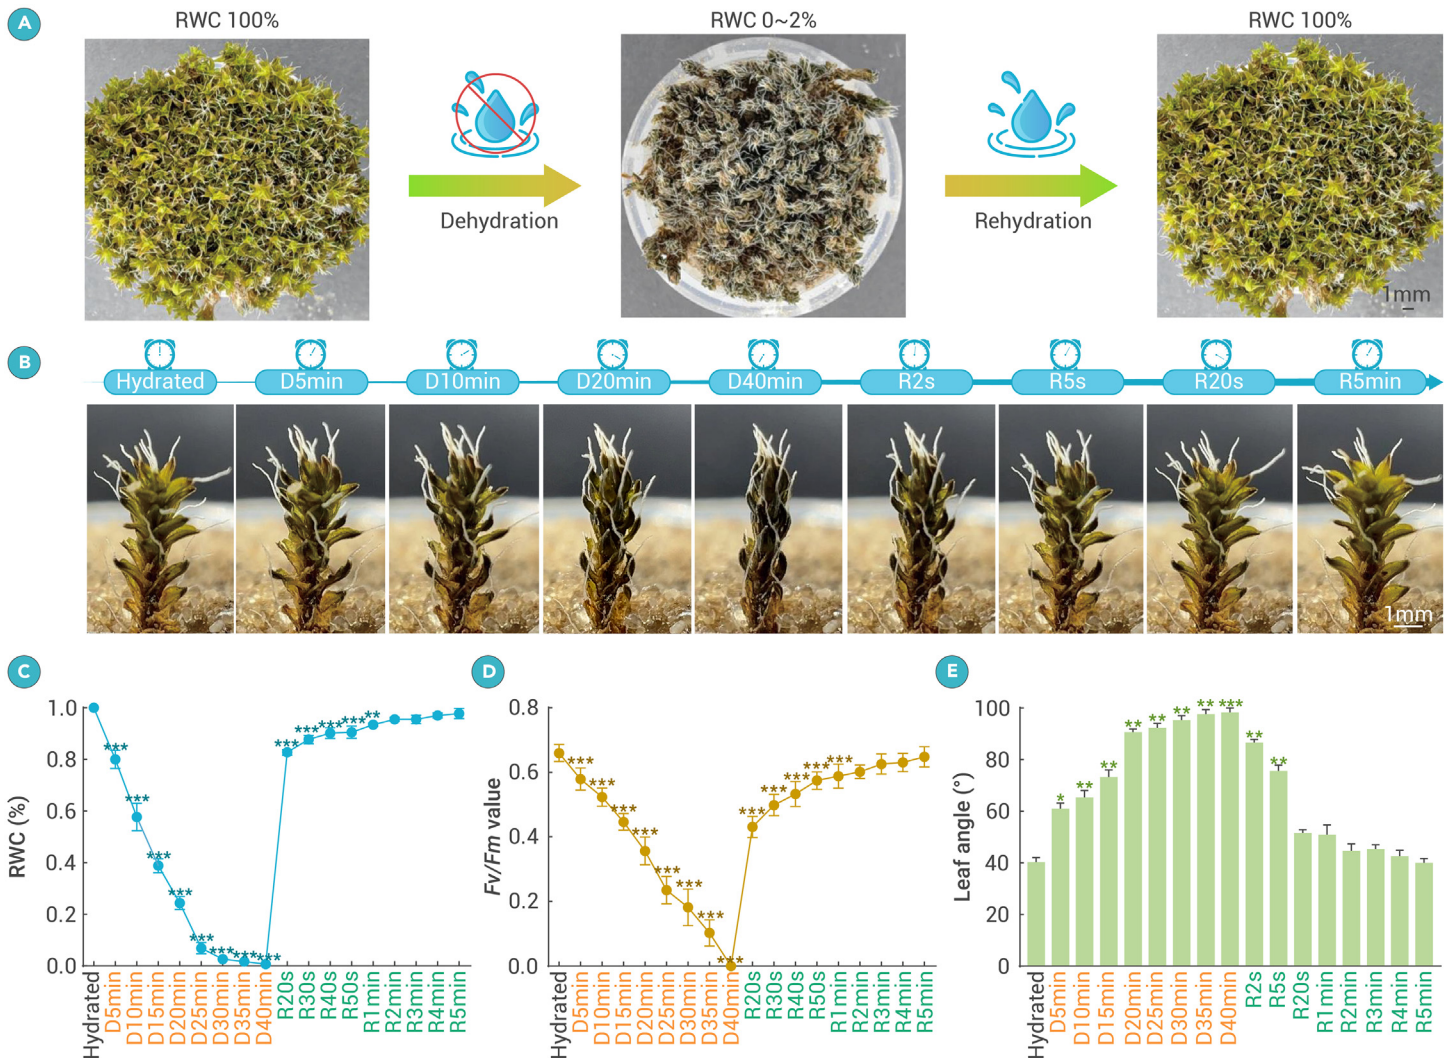 A
RWC 100%
RWC 0~2%
RWC 100%
Dehydration
Rehydration
1mm
B
Hydrated
D5min
D10min
D20min
D40min
R2s
R5s
R20s
R5min
1mm
C
1.0
0.8
0.6
0.4
0.2
0.0
RWC (%)
***
***
***
***
***
***
***
***
***
***
***
***
**
Hydrated
D5min
D10min
D15min
D20min
D25min
D30min
D35min
D40min
R20s
R30s
R40s
R50s
R1min
R2min
R3min
R4min
R5min
D
0.8
0.6
0.4
0.2
0.0
Fv/Fm value
***
***
***
***
***
***
***
***
***
***
***
***
***
Hydrated
D5min
D10min
D15min
D20min
D25min
D30min
D35min
D40min
R20s
R30s
R40s
R50s
R1min
R2min
R3min
R4min
R5min
E
100
80
60
40
20
0
Leaf angle (°)
*
**
**
**
**
**
**
***
**
**
Hydrated
D5min
D10min
D15min
D20min
D25min
D30min
D35min
D40min
R2s
R5s
R20s
R1min
R2min
R3min
R4min
R5min